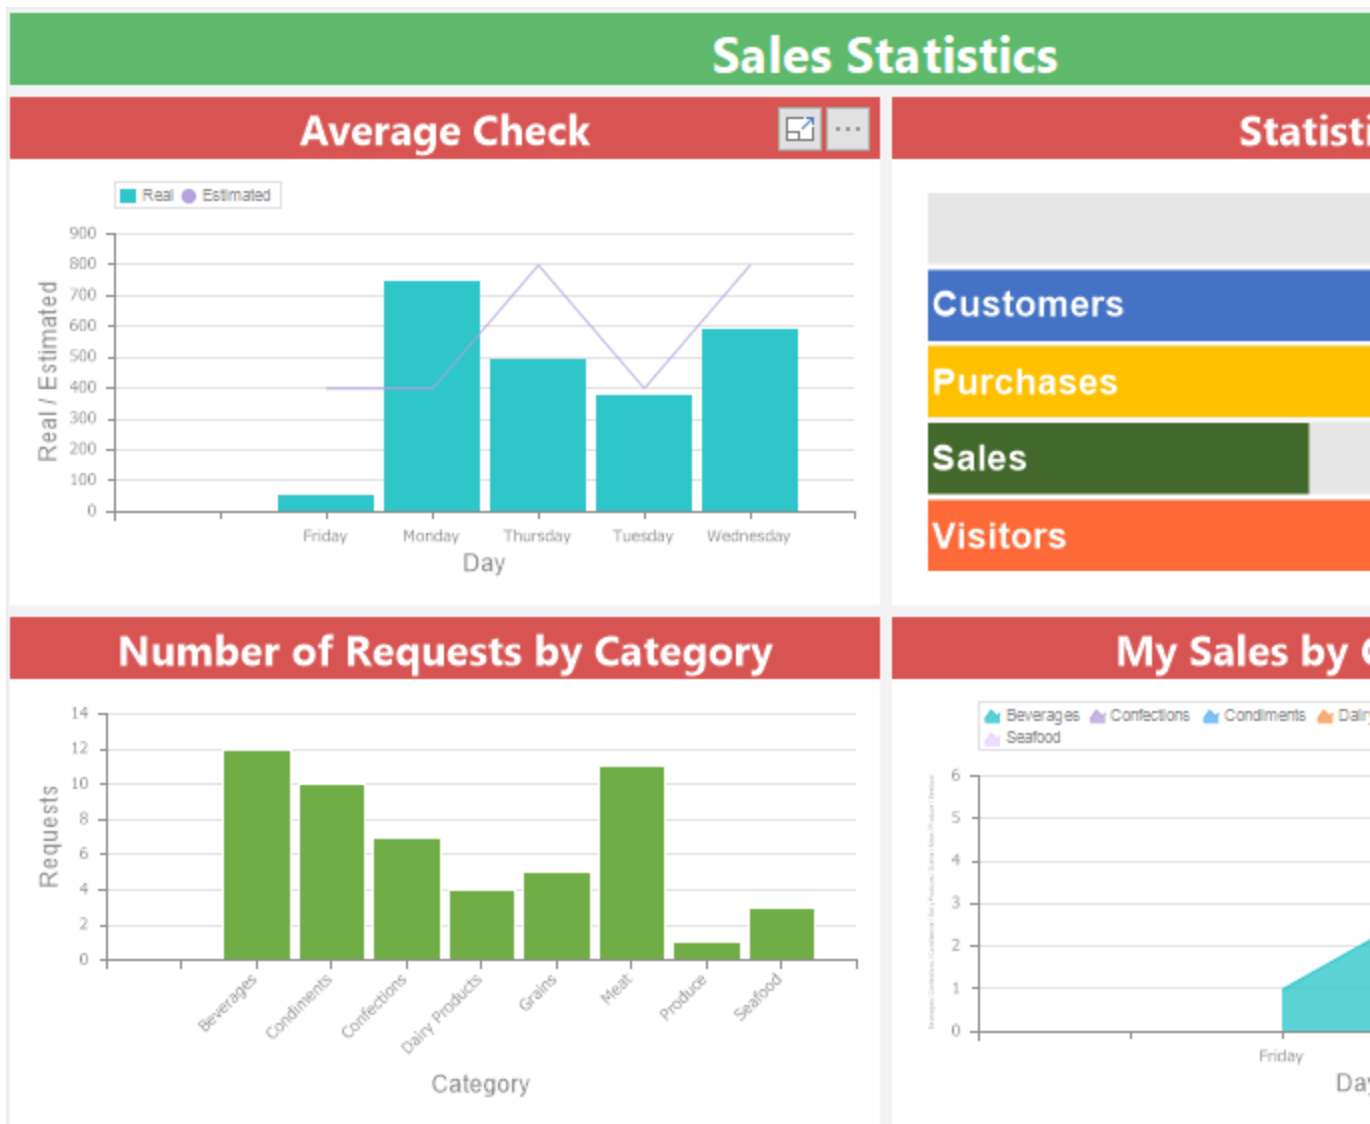 Sales Statistics
Average Check
...
Real Estimated
900
800
700
600
500
400
300
200
100
0
Real / Estimated
Friday Monday Thursday Tuesday Wednesday
Day
Statisti
Customers
Purchases
Sales
Visitors
Number of Requests by Category
14
12
10
8
6
4
2
0
Requests
Beverages Condiments Confections Dairy Products Grains Meat Produce Seafood
Category
My Sales by
Beverages Confections Condiments Dairy
Seafood
6
5
4
3
2
1
0
Friday
Day